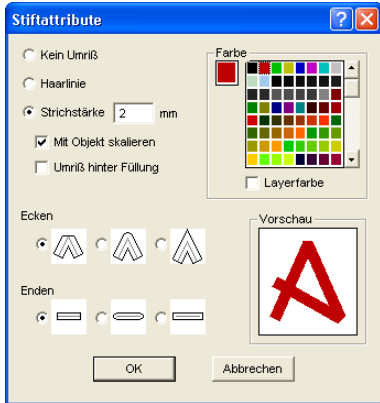 Stiftattribute
Kein Umriß
Haarlinie
Strichstärke 2 mm
Mit Objekt skalieren
Umriß hinter Füllung
Farbe
Layerfarbe
Ecken
Enden
Vorschau
OK
Abbrechen